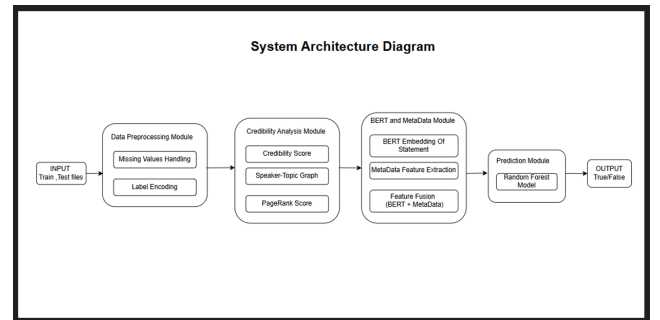 System Architecture Diagram
INPUT
Train ,Test files
Data Preprocessing Module
Missing Values Handling
Label Encoding
Credibility Analysis Module
Credibility Score
Speaker-Topic Graph
PageRank Score
BERT and MetaData Module
BERT Embedding Of
Statement
MetaData Feature Extraction
Feature Fusion
(BERT + MetaData)
Prediction Module
Random Forest
Model
OUTPUT
True/False